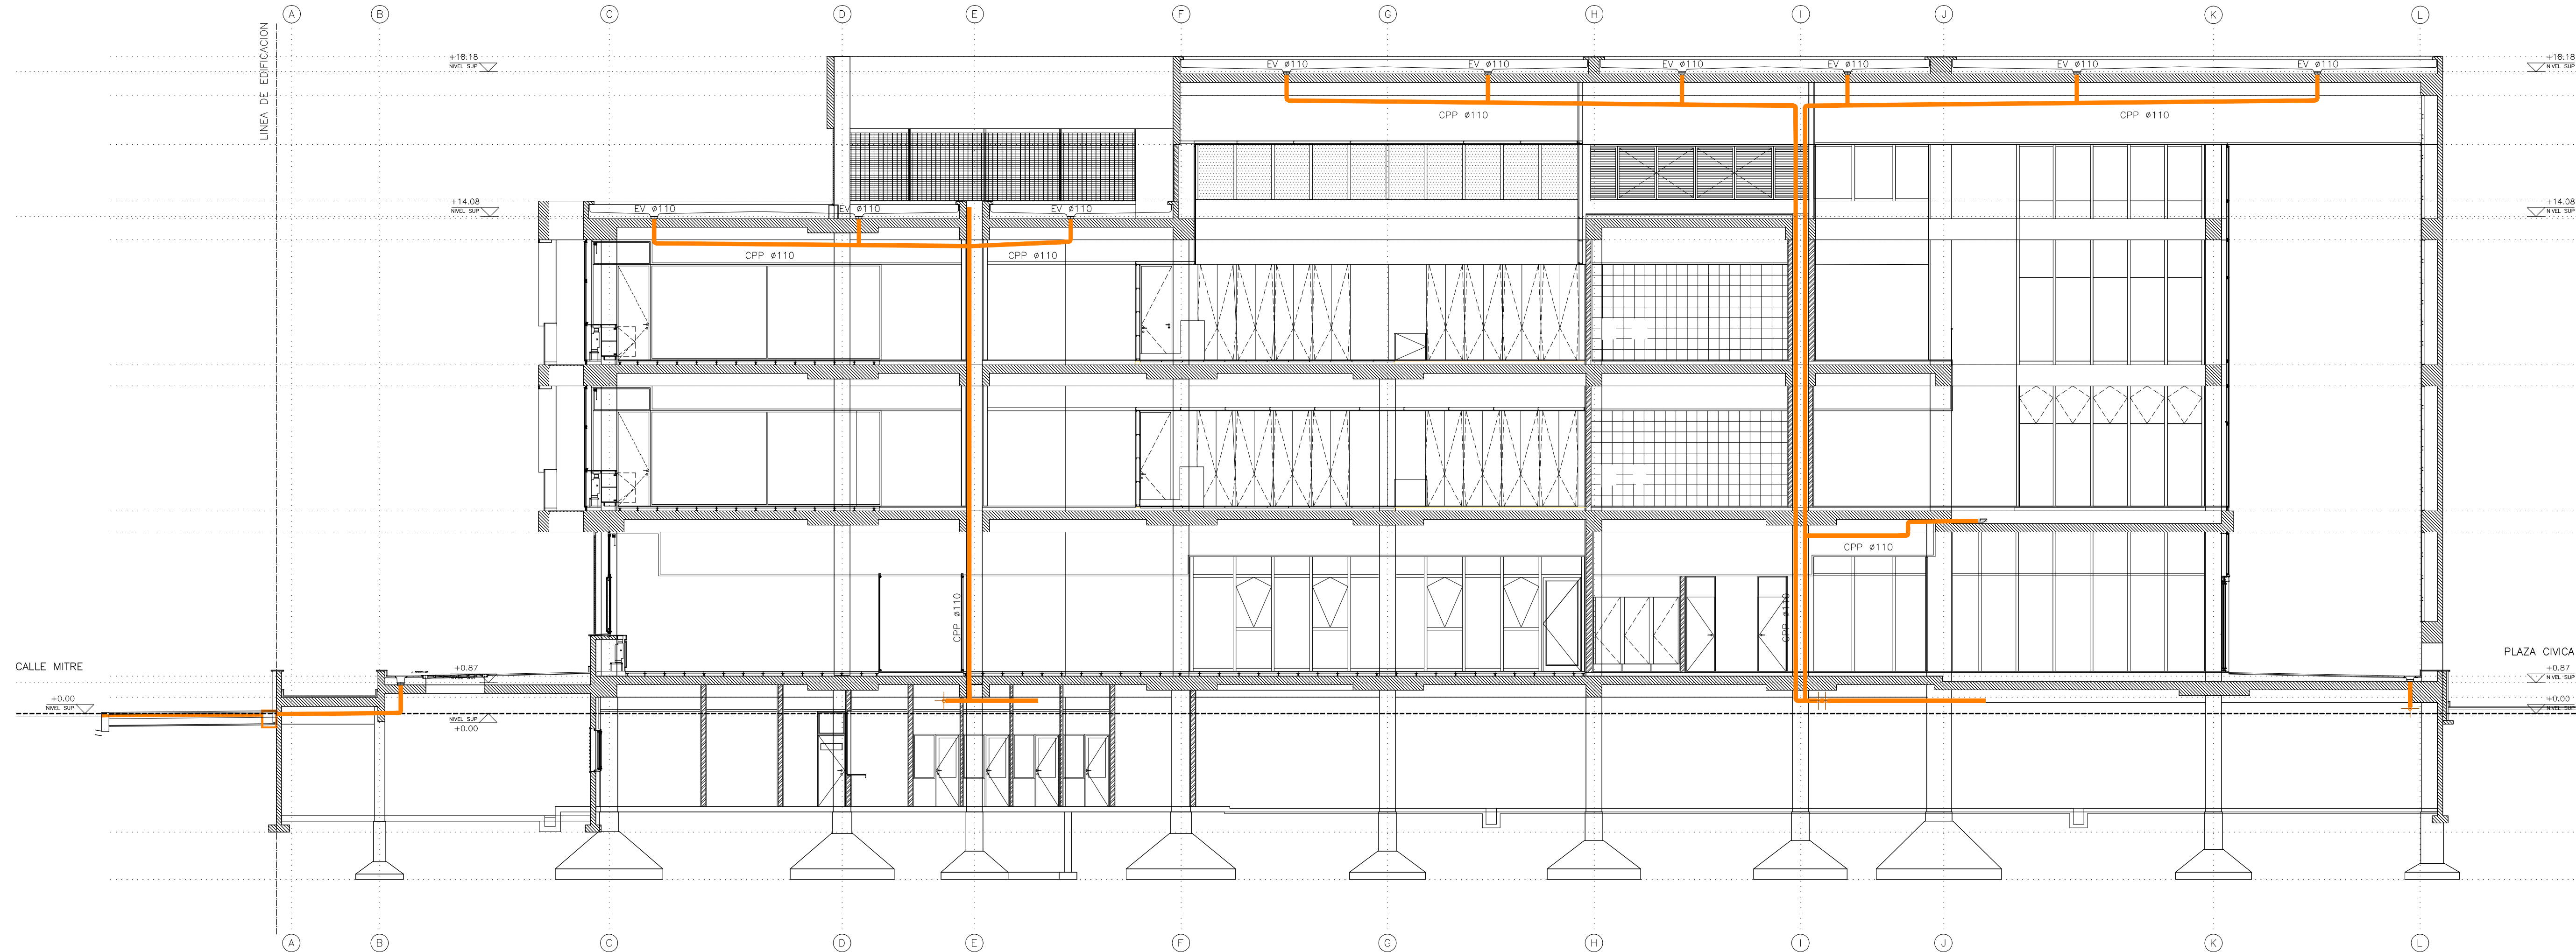 A B C D E F G H I J K L
LINEA DE EDIFICACION
+18.18
NIVEL SUP
EV ø110 EV ø110 EV ø110 EV ø110 EV ø110 EV ø110
+18.18
NIVEL SUP
CPP ø110 CPP ø110
+14.08
NIVEL SUP
EV ø110 EV ø110 EV ø110
+14.08
NIVEL SUP
CPP ø110 CPP ø110
CPP ø110
CPP ø110
CPP ø110
CALLE MITRE
PLAZA CIVICA
+0.87
NIVEL SUP
+0.87
NIVEL SUP
+0.00
NIVEL SUP
NIVEL SUP
+0.00
+0.00
NIVEL SUP
A B C D E F G H I J K L